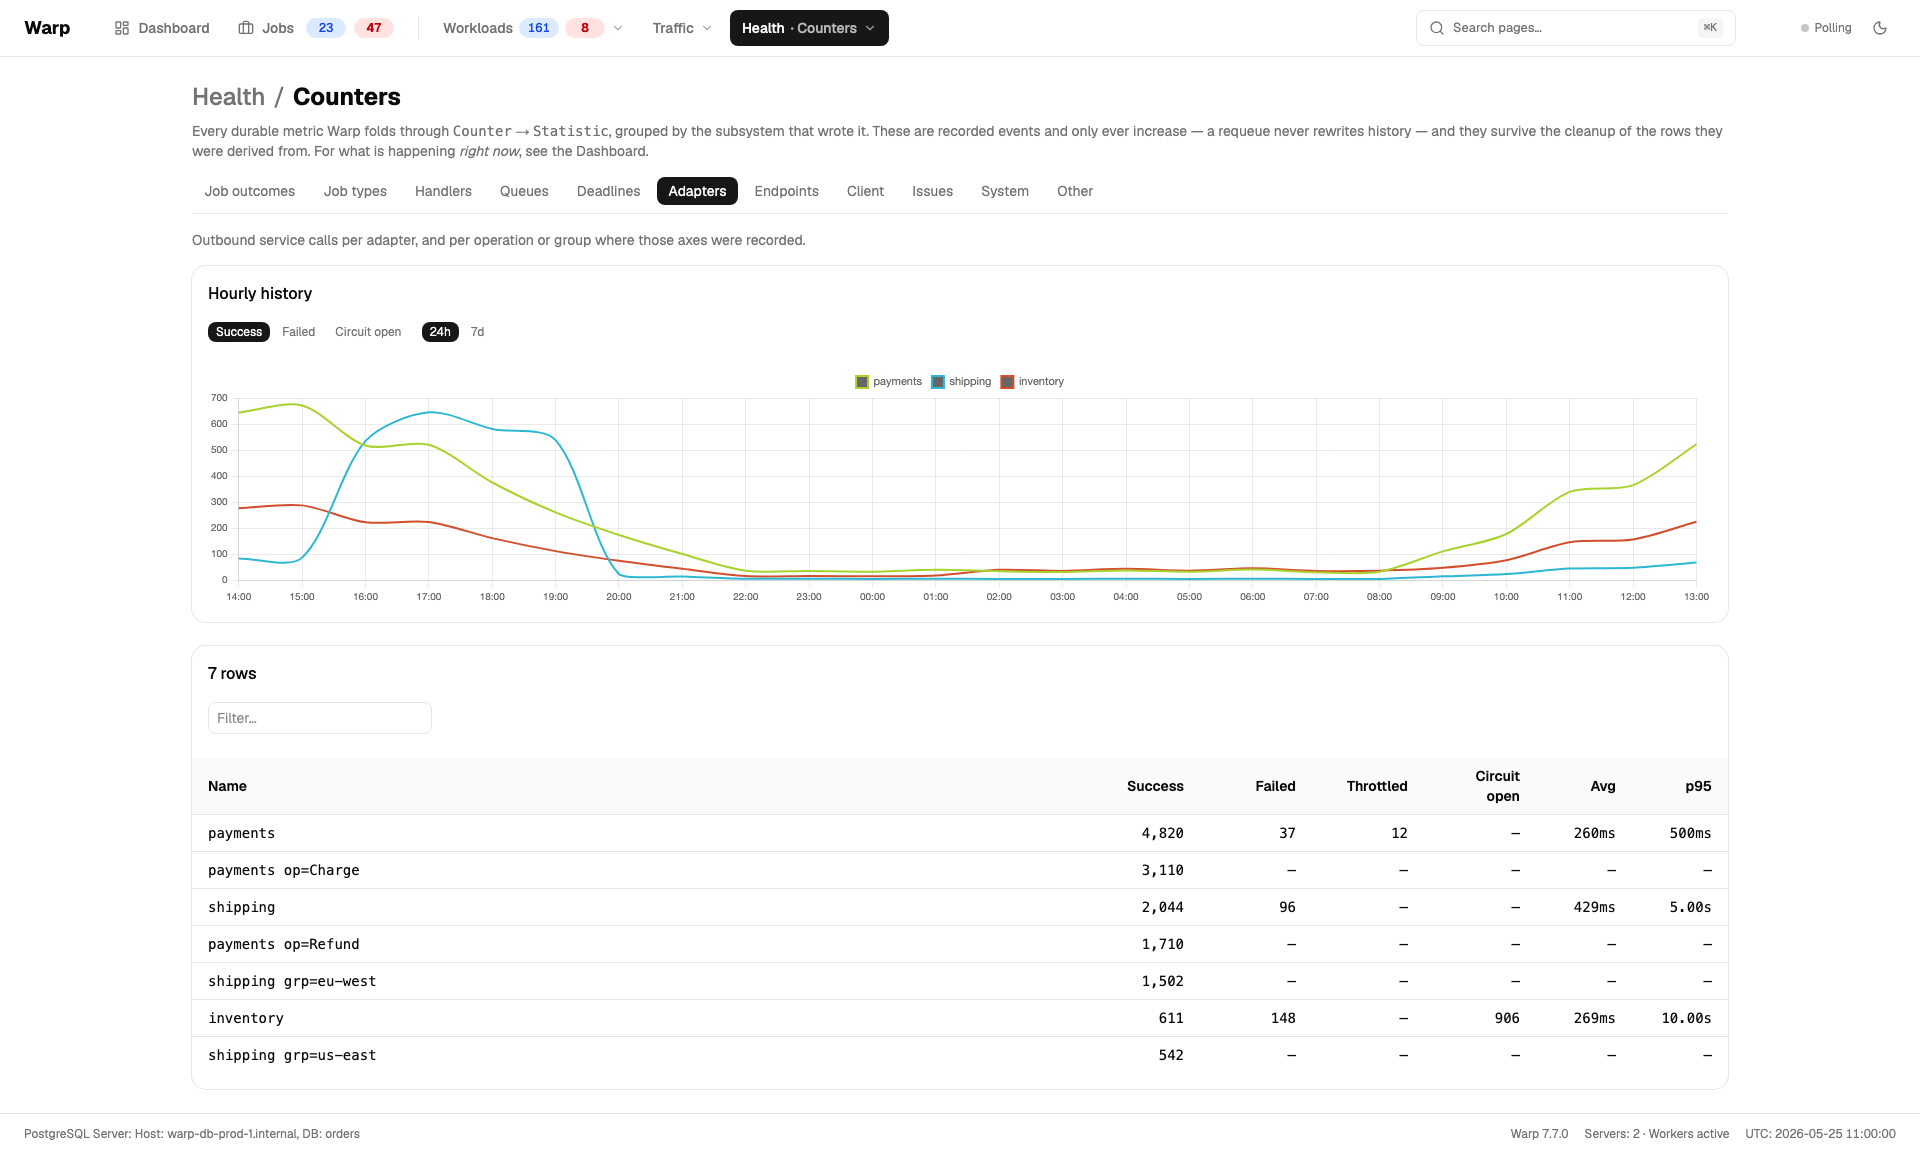 Warp
Dashboard
Jobs 23 47
Workloads 161 8
Traffic
Health · Counters
Search pages...
⌘K
Polling
Health / Counters
Every durable metric Warp folds through Counter → Statistic, grouped by the subsystem that wrote it. These are recorded events and only ever increase — a requeue never rewrites history — and they survive the cleanup of the rows they
were derived from. For what is happening right now, see the Dashboard.
Job outcomes Job types Handlers Queues Deadlines Adapters Endpoints Client Issues System Other
Outbound service calls per adapter, and per operation or group where those axes were recorded.
Hourly history
Success Failed Circuit open 24h 7d
payments shipping inventory
700
600
500
400
300
200
100
0
14:00 15:00 16:00 17:00 18:00 19:00 20:00 21:00 22:00 23:00 00:00 01:00 02:00 03:00 04:00 05:00 06:00 07:00 08:00 09:00 10:00 11:00 12:00 13:00
7 rows
Filter...
Name Success Failed Throttled Circuit open Avg p95
payments 4,820 37 12 — 260ms 500ms
payments op=Charge 3,110 — — — — —
shipping 2,044 96 — — 429ms 5.00s
payments op=Refund 1,710 — — — — —
shipping grp=eu-west 1,502 — — — — —
inventory 611 148 — 906 269ms 10.00s
shipping grp=us-east 542 — — — — —
PostgreSQL Server: Host: warp-db-prod-1.internal, DB: orders
Warp 7.7.0 Servers: 2 · Workers active UTC: 2026-05-25 11:00:00